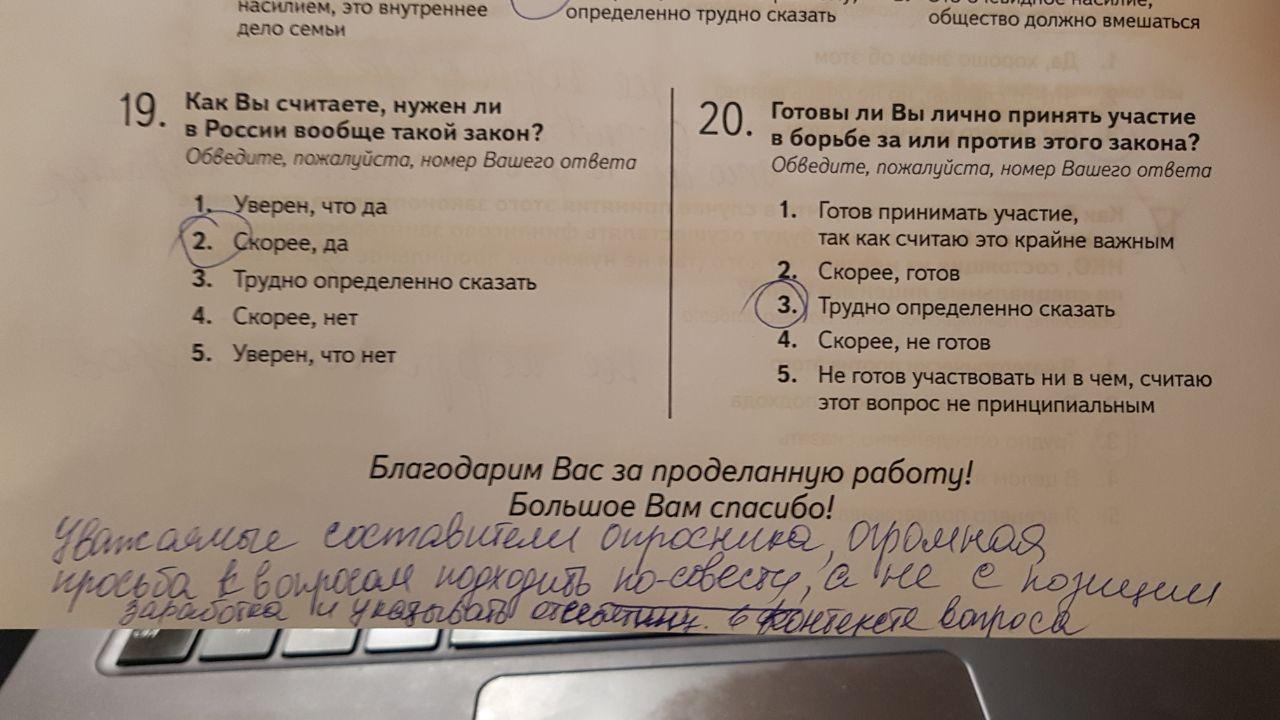 насилием, это внутреннее
дело семьи
определенно трудно сказать
очевидное насилие,
общество должно вмешаться
19. Как Вы считаете, нужен ли
в России вообще такой закон?
Обведите, пожалуйста, номер Вашего ответа
1. Уверен, что да
2. Скорее, да
3. Трудно определенно сказать
4. Скорее, нет
5. Уверен, что нет
20. Готовы ли Вы лично принять участие
в борьбе за или против этого закона?
Обведите, пожалуйста, номер Вашего ответа
1. Готов принимать участие,
так как считаю это крайне важным
2. Скорее, готов
3. Трудно определенно сказать
4. Скорее, не готов
5. Не готов участвовать ни в чем, считаю
этот вопрос не принципиальным
Благодарим Вас за проделанную работу!
Большое Вам спасибо!
Уважаемые составители опросника, огромная
просьба к вопросам подходить по-совести, а не с позиции
заработка и указывать в контексте вопроса